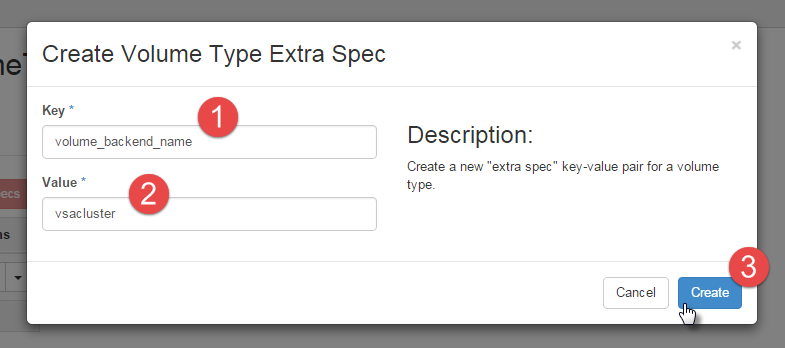 Create Volume Type Extra Spec
×
Key *
1
volume_backend_name
Value *
2
vsacluster
Description:
Create a new "extra spec" key-value pair for a volume
type.
3
Cancel
Create